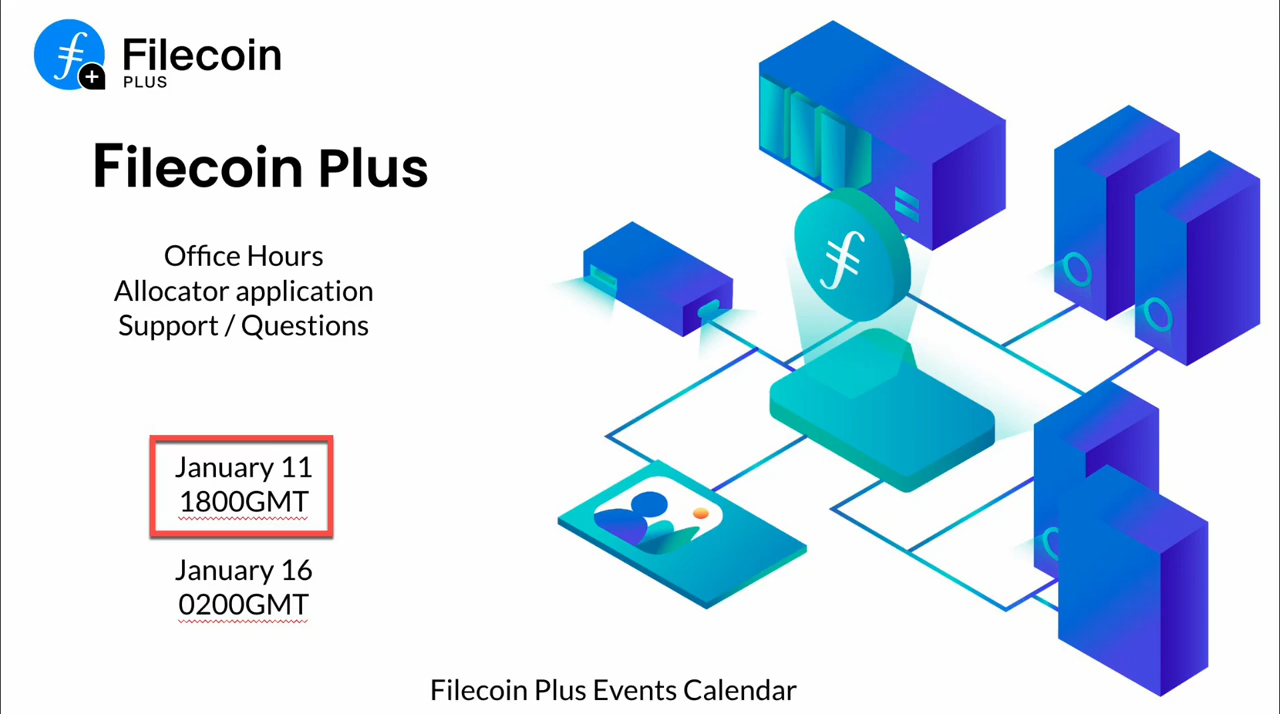 Filecoin
PLUS
Filecoin Plus
Office Hours
Allocator application
Support / Questions
January 11
1800GMT
January 16
0200GMT
Filecoin Plus Events Calendar